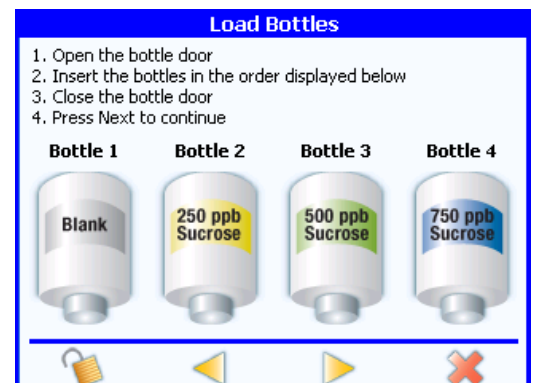 Load Bottles
1. Open the bottle door
2. Insert the bottles in the order displayed below
3. Close the bottle door
4. Press Next to continue
Bottle 1 Bottle 2 Bottle 3 Bottle 4
Blank
250 ppb
Sucrose
500 ppb
Sucrose
750 ppb
Sucrose